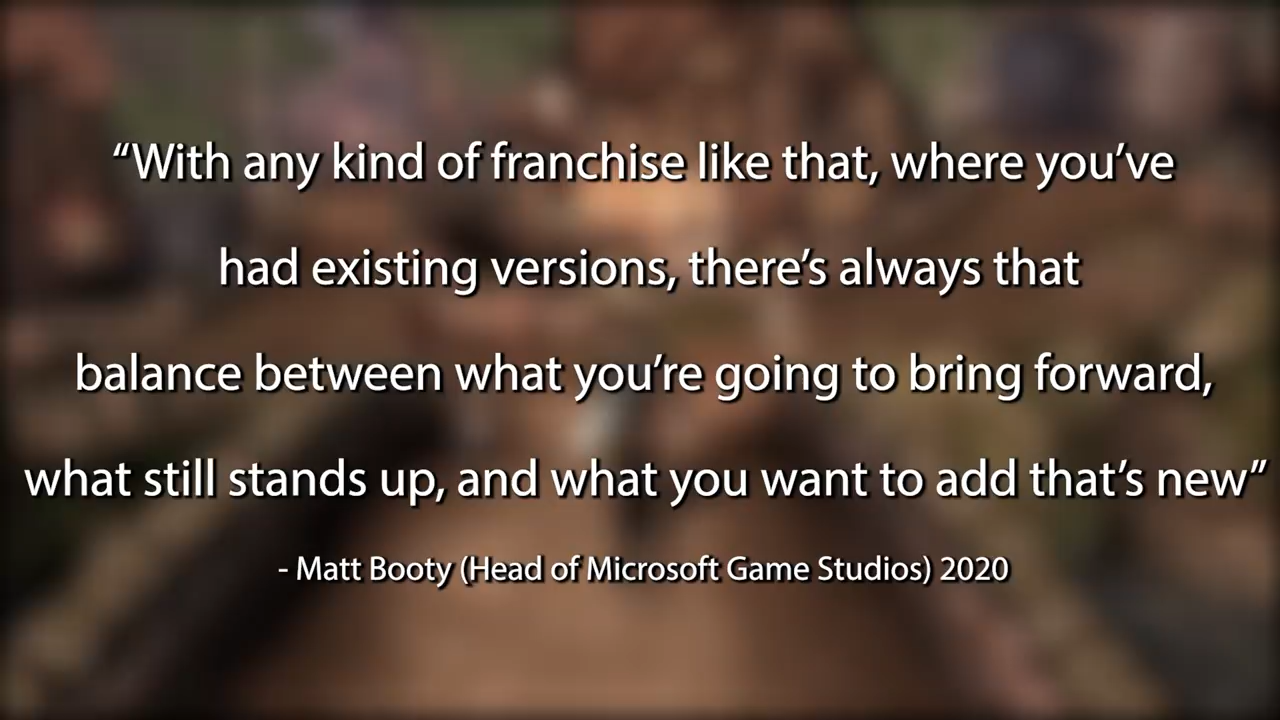 “With any kind of franchise like that, where you’ve
had existing versions, there’s always that
balance between what you’re going to bring forward,
what still stands up, and what you want to add that’s new”
- Matt Booty (Head of Microsoft Game Studios) 2020